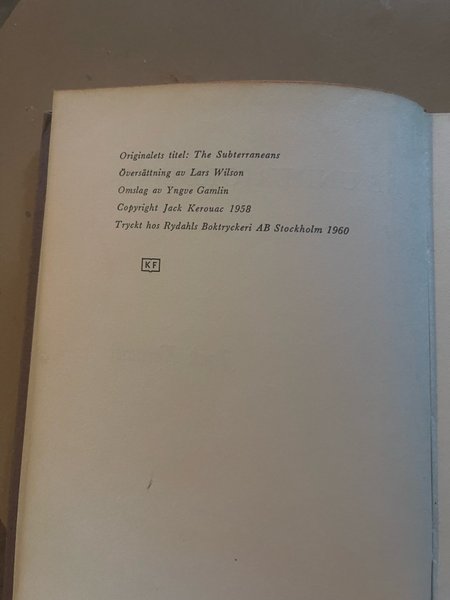 Originalets titel: The Subterraneans
Översättning av Lars Wilson
Omslag av Yngve Gamlin
Copyright Jack Kerouac 1958
Tryckt hos Rydahls Boktryckeri AB Stockholm 1960
KF